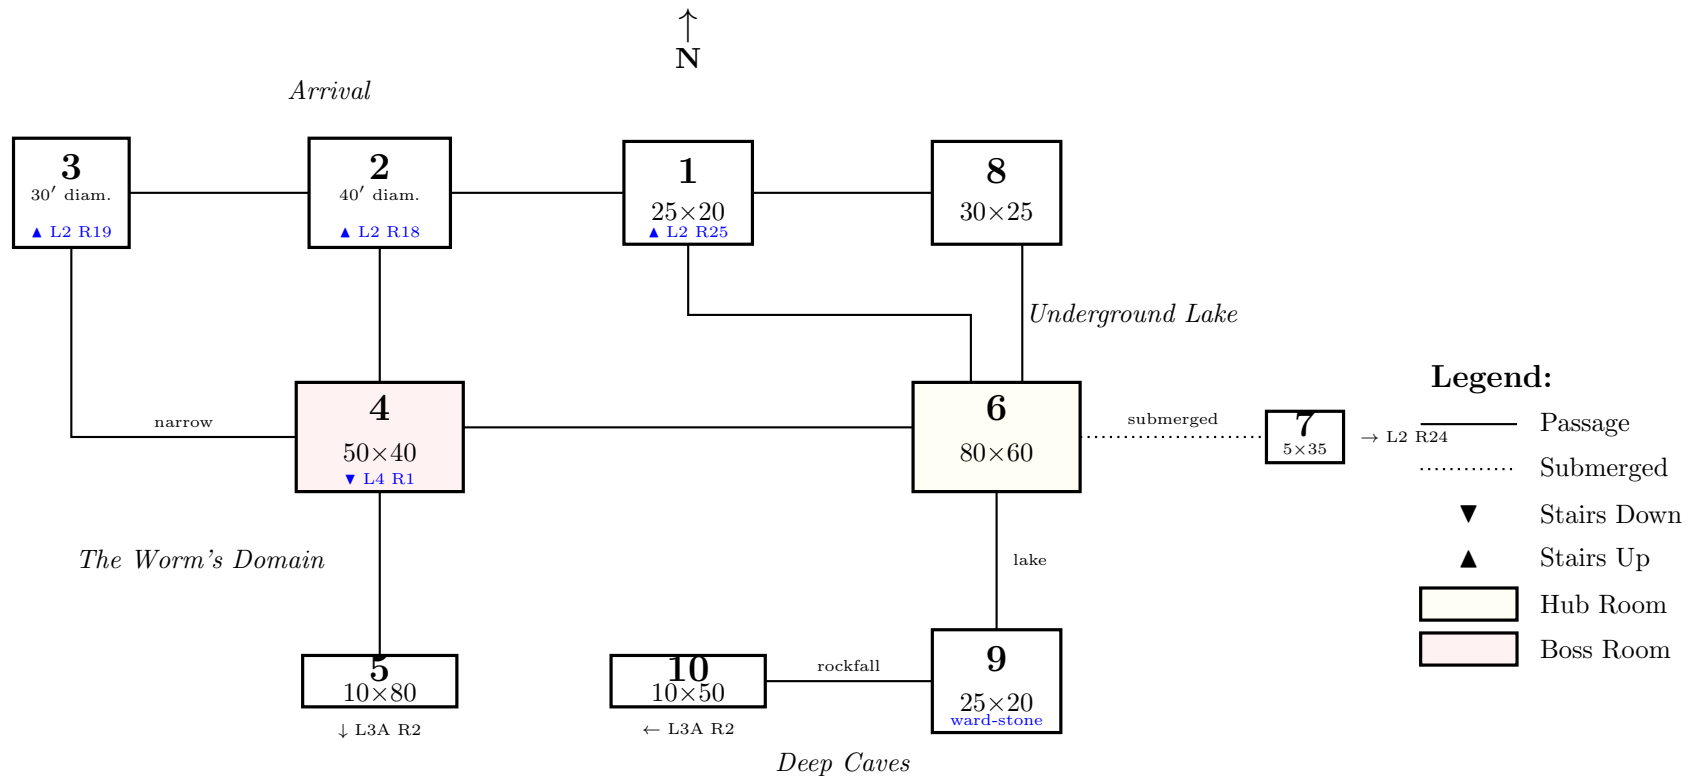 N
Arrival
3
30′ diam.
▲ L2 R19
2
40′ diam.
▲ L2 R18
1
25×20
▲ L2 R25
8
30×25
Underground Lake
narrow
4
50×40
▼ L4 R1
6
80×60
submerged
7
5×35
→ L2 R24
Legend:
Passage
Submerged
▼ Stairs Down
▲ Stairs Up
Hub Room
Boss Room
The Worm's Domain
lake
5
10×80
↓ L3A R2
10
10×50
← L3A R2
rockfall
9
25×20
ward-stone
Deep Caves